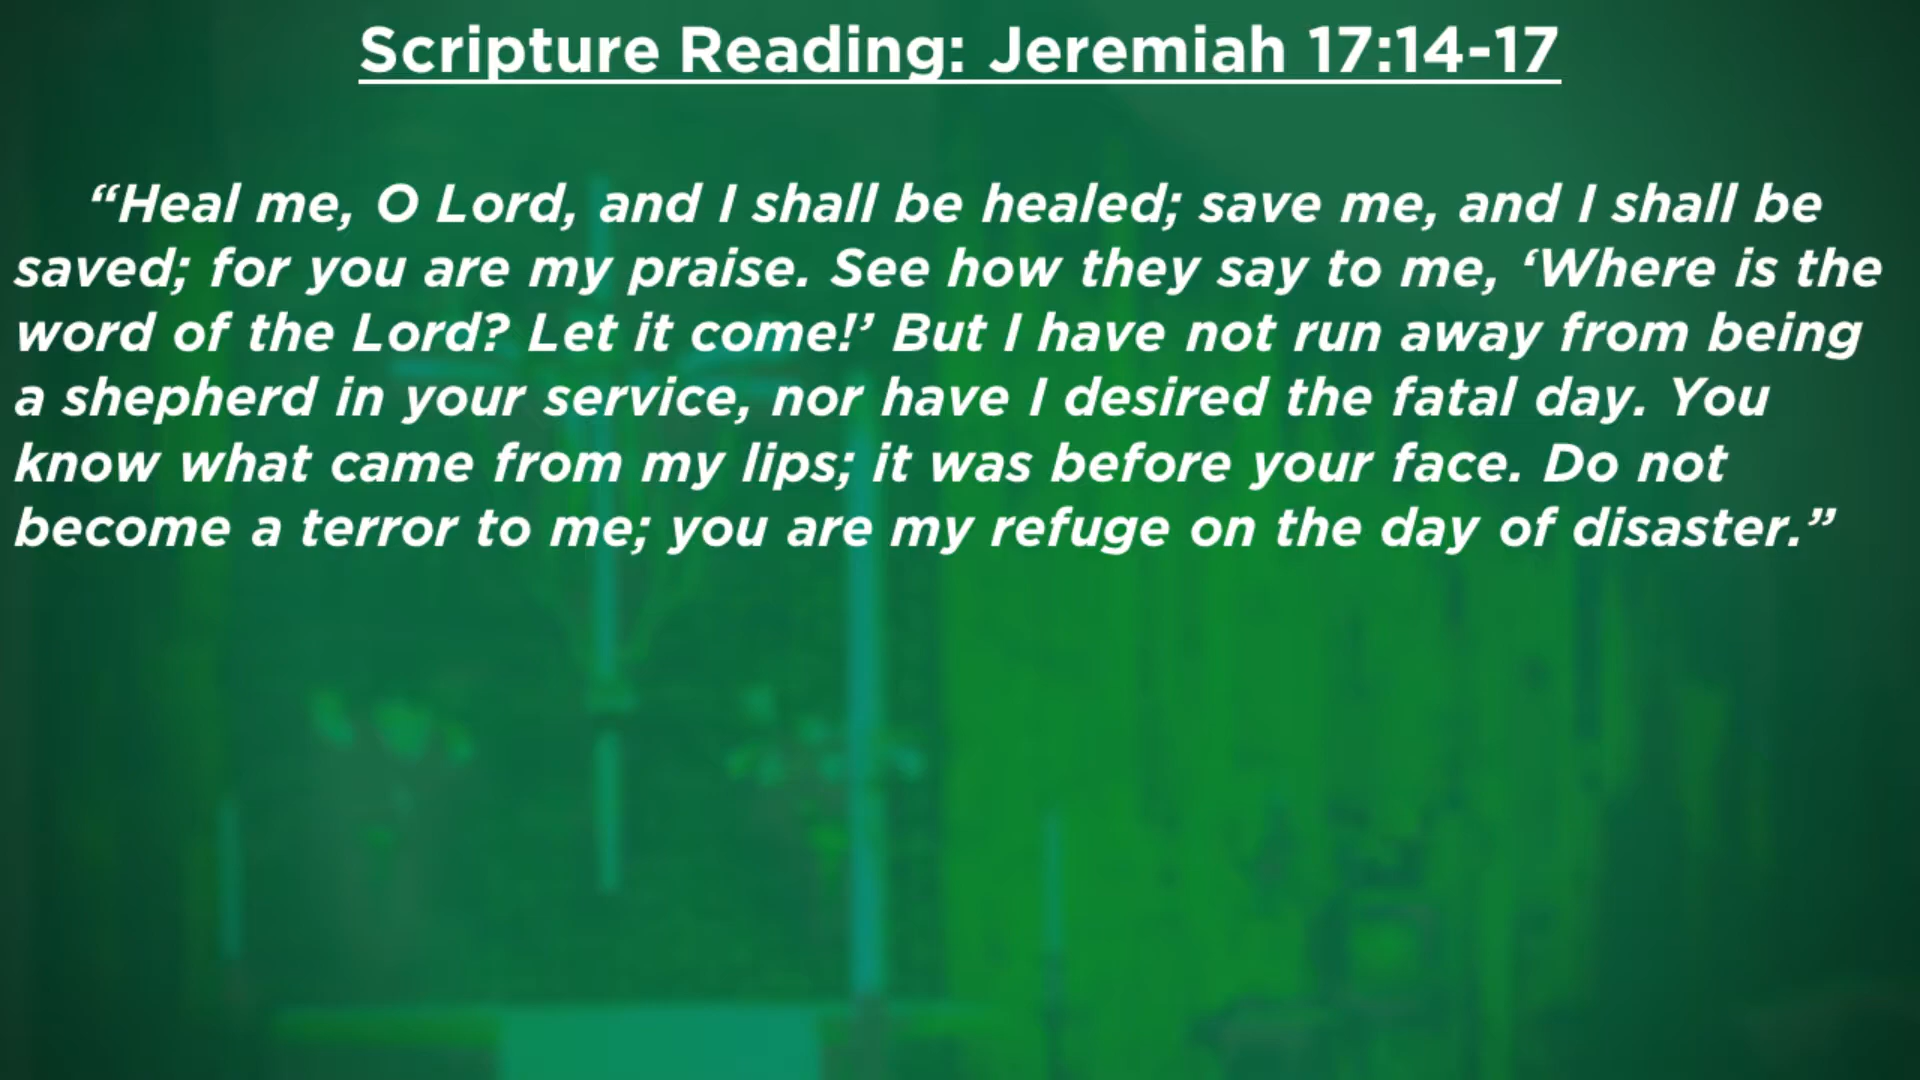 Scripture Reading: Jeremiah 17:14-17
“Heal me, O Lord, and I shall be healed; save me, and I shall be
saved; for you are my praise. See how they say to me, ‘Where is the
word of the Lord? Let it come!’ But I have not run away from being
a shepherd in your service, nor have I desired the fatal day. You
know what came from my lips; it was before your face. Do not
become a terror to me; you are my refuge on the day of disaster.”